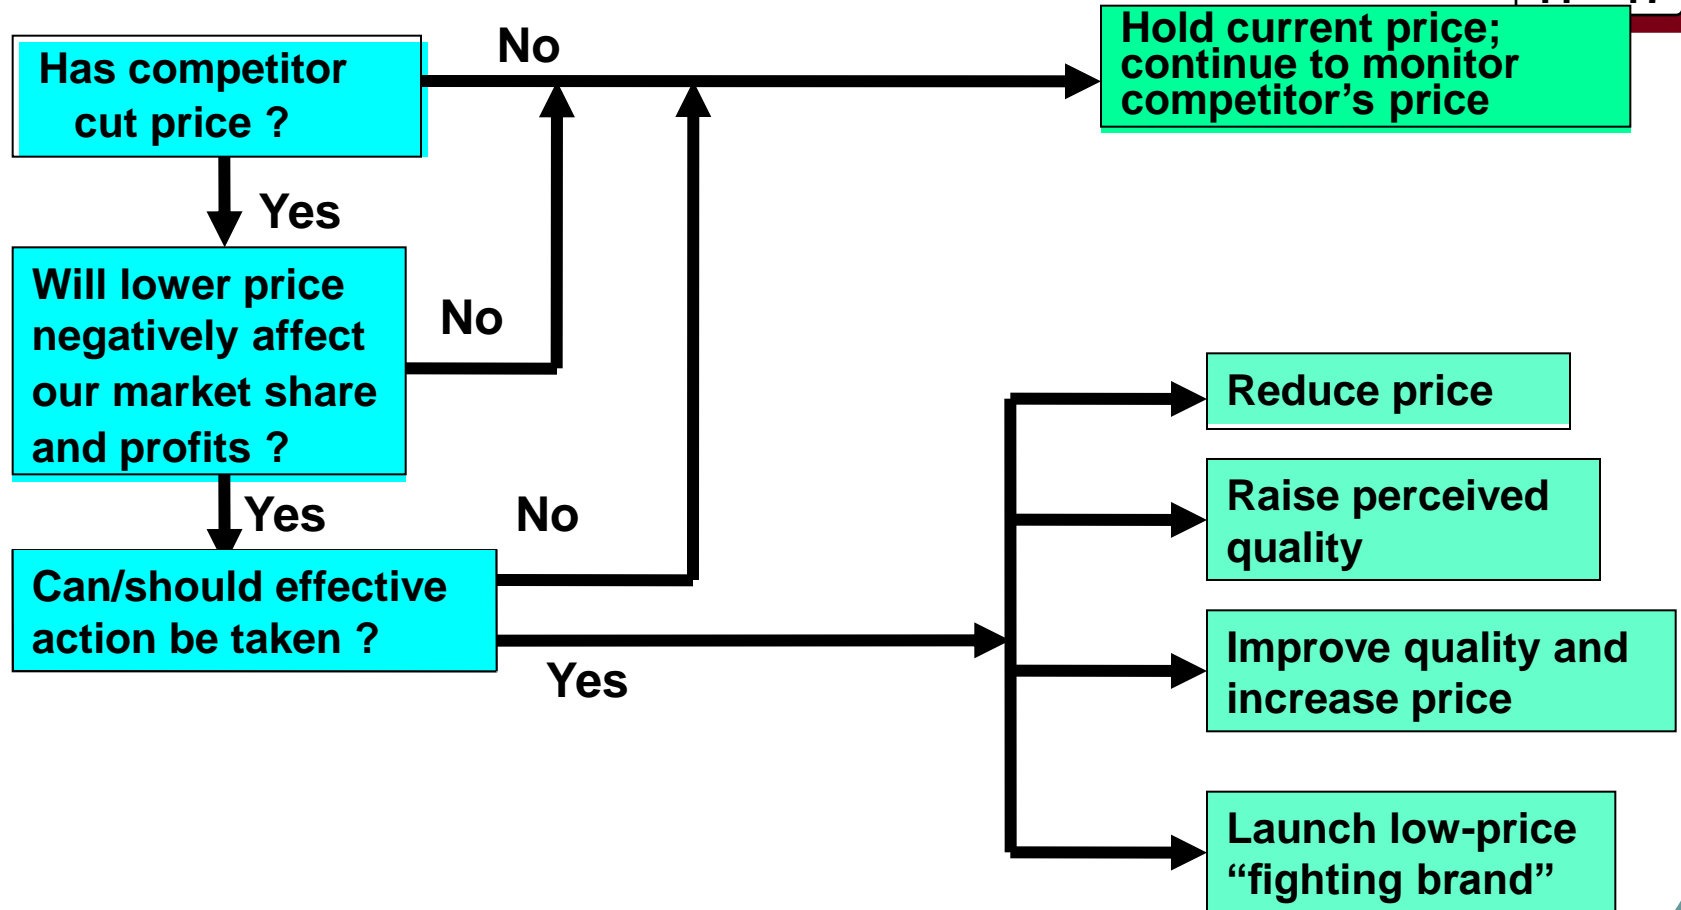 Has competitor
cut price ?
No
Hold current price;
continue to monitor
competitor’s price
Yes
Will lower price
negatively affect
our market share
and profits ?
No
Yes
No
Can/should effective
action be taken ?
Yes
Reduce price
Raise perceived
quality
Improve quality and
increase price
Launch low-price
“fighting brand”